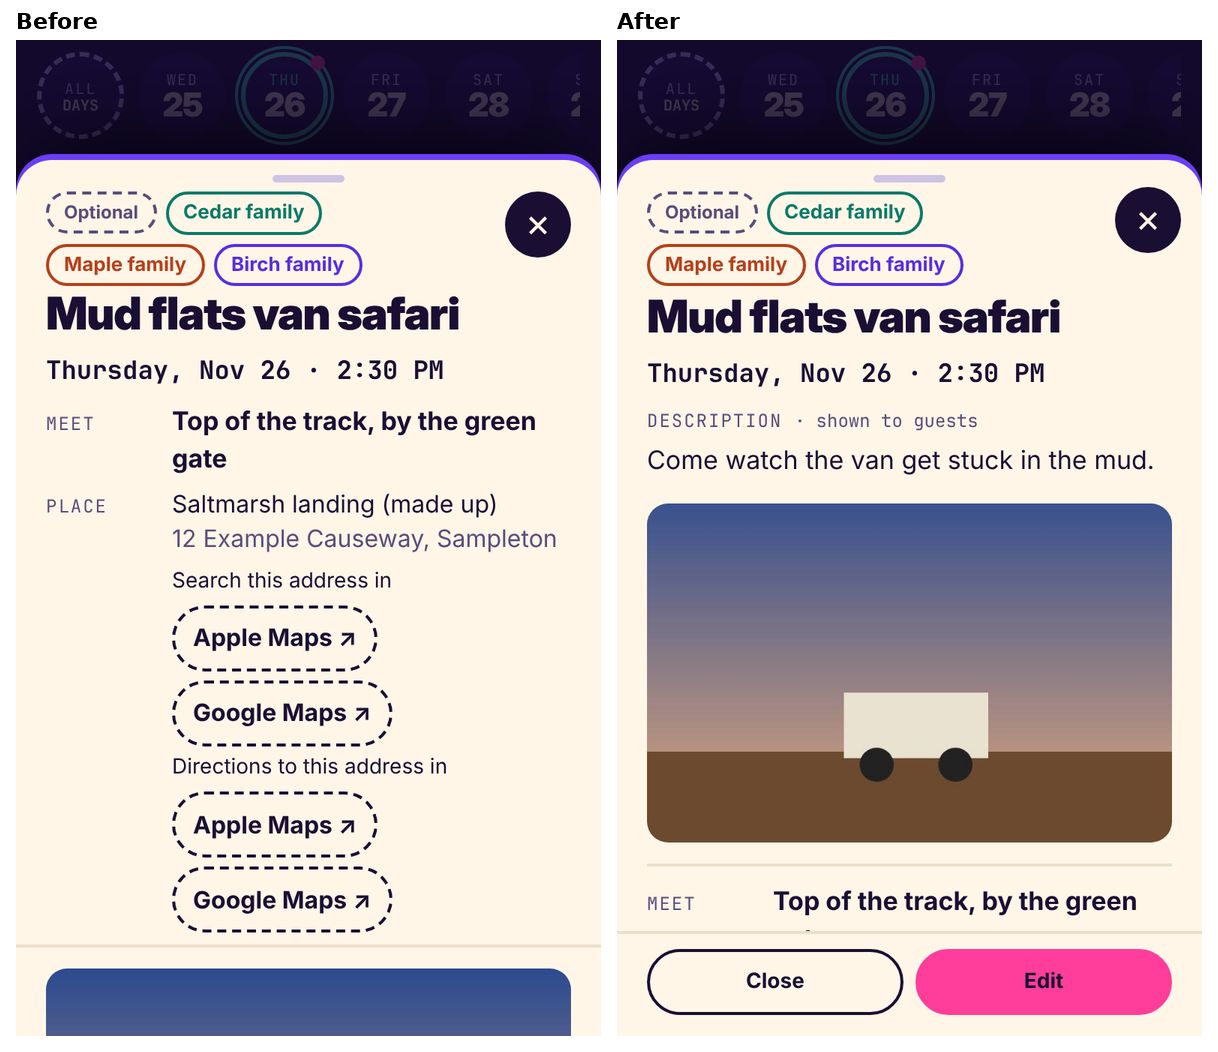 Before
ALL
DAYS
WED
25
THU
26
FRI
27
SAT
28
Optional
Cedar family
×
Maple family
Birch family
Mud flats van safari
Thursday, Nov 26 · 2:30 PM
MEET
Top of the track, by the green
gate
PLACE
Saltmarsh landing (made up)
12 Example Causeway, Sampleton
Search this address in
Apple Maps ↗
Google Maps ↗
Directions to this address in
Apple Maps ↗
Google Maps ↗
After
ALL
DAYS
WED
25
THU
26
FRI
27
SAT
28
Optional
Cedar family
×
Maple family
Birch family
Mud flats van safari
Thursday, Nov 26 · 2:30 PM
DESCRIPTION · shown to guests
Come watch the van get stuck in the mud.
MEET
Top of the track, by the green
Close
Edit